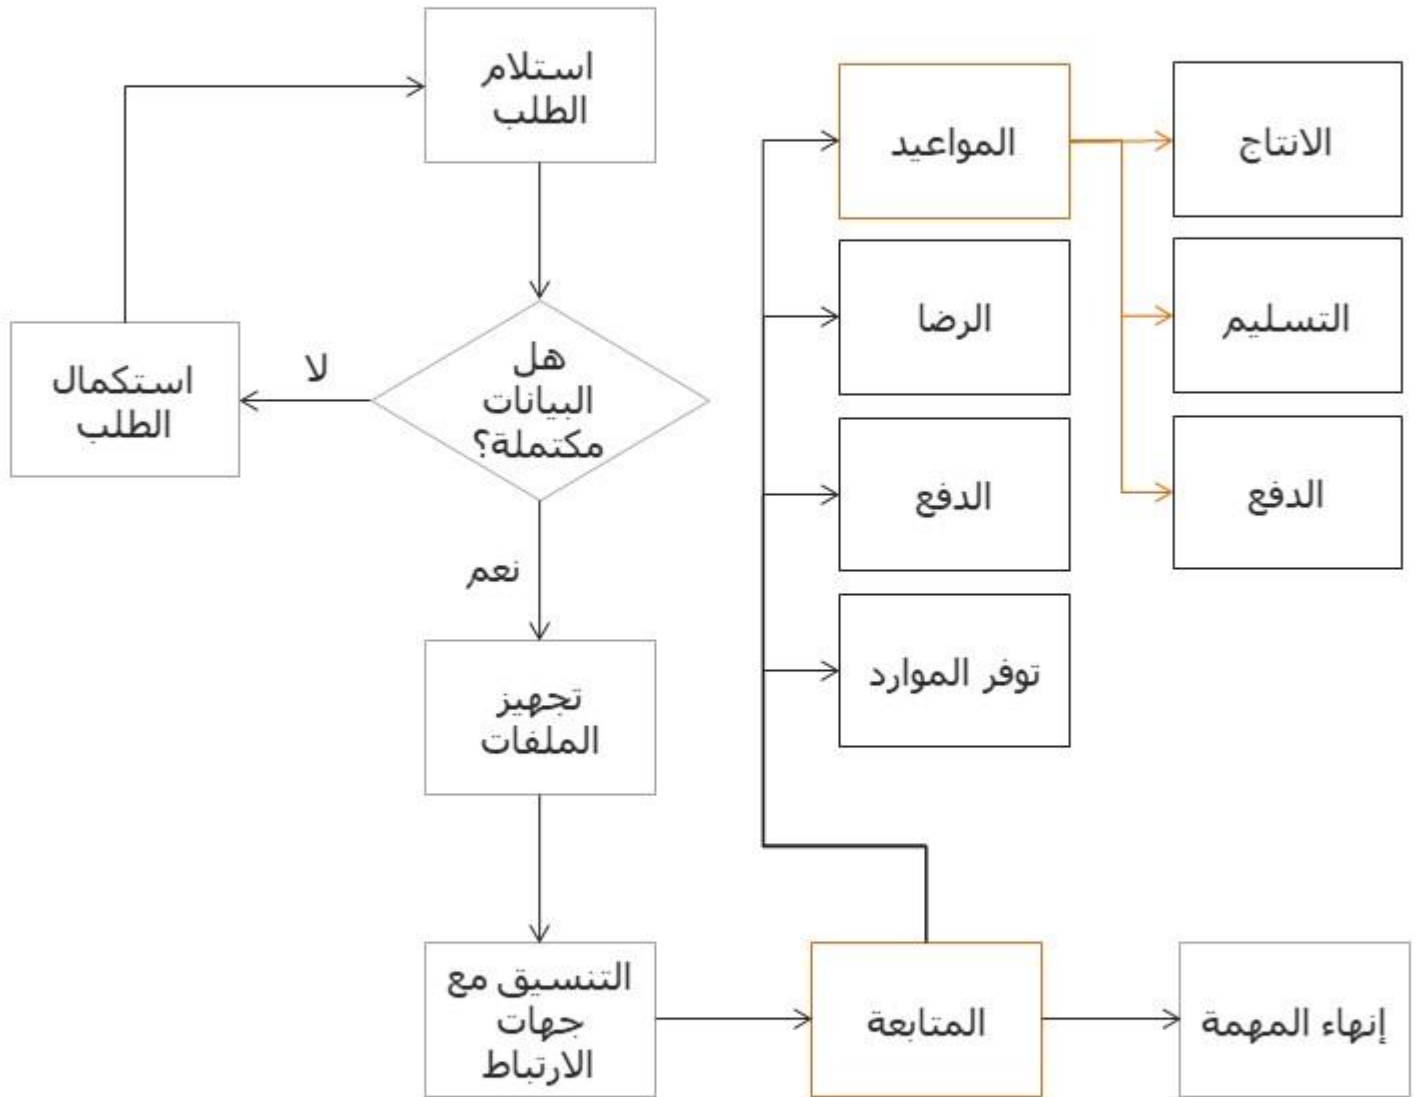 استلام
الطلب
هل
البيانات
مكتملة؟
لا
استكمال
الطلب
نعم
تجهيز
الملفات
التنسيق مع
جهات
الارتباط
المتابعة
إنهاء المهمة
المواعيد
الرضا
الدفع
توفر الموارد
الانتاج
التسليم
الدفع